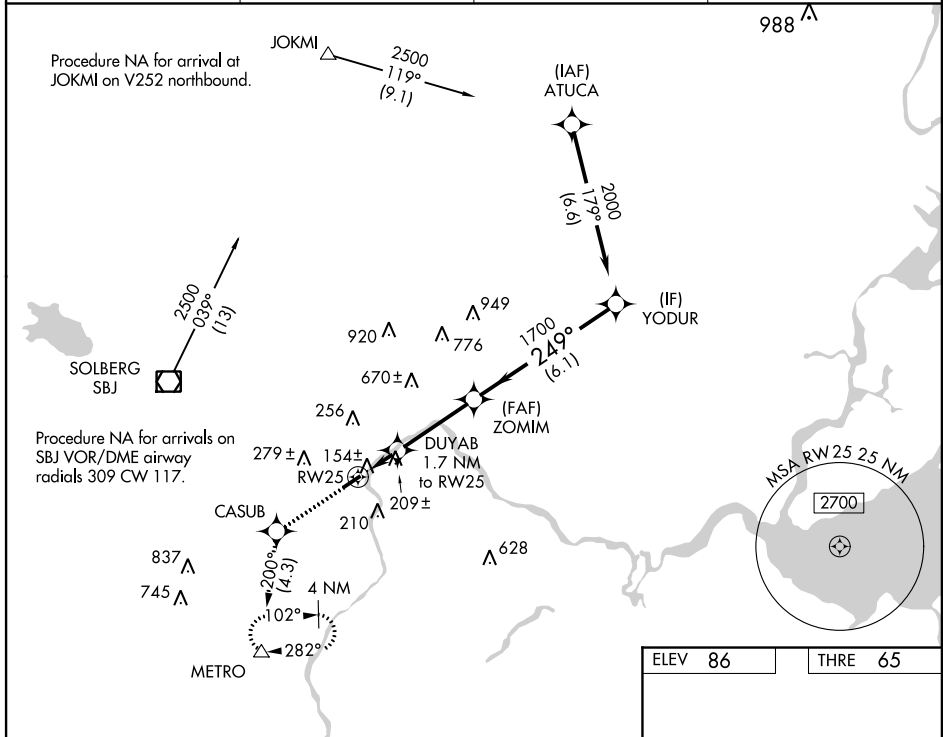 988
JOKMI
2500
119°
(9.1)
Procedure NA for arrival at
JOKMI on V252 northbound.
(IAF)
ATUCA
2000
179°
(6.6)
2500
039°
(13)
SOLBERG
SBJ
(IF)
YODUR
949
920
776
1700
249°
(6.1)
670±
(FAF)
ZOMIM
256
Procedure NA for arrivals on
SBJ VOR/DME airway
radials 309 CW 117.
279±
154±
RW25
DUYAB
1.7 NM
to RW25
209±
210
CASUB
MSA RW 25 25 NM
2700
628
837
745
200°
(4.3)
4 NM
102°
282°
METRO
ELEV 86
THRE 65